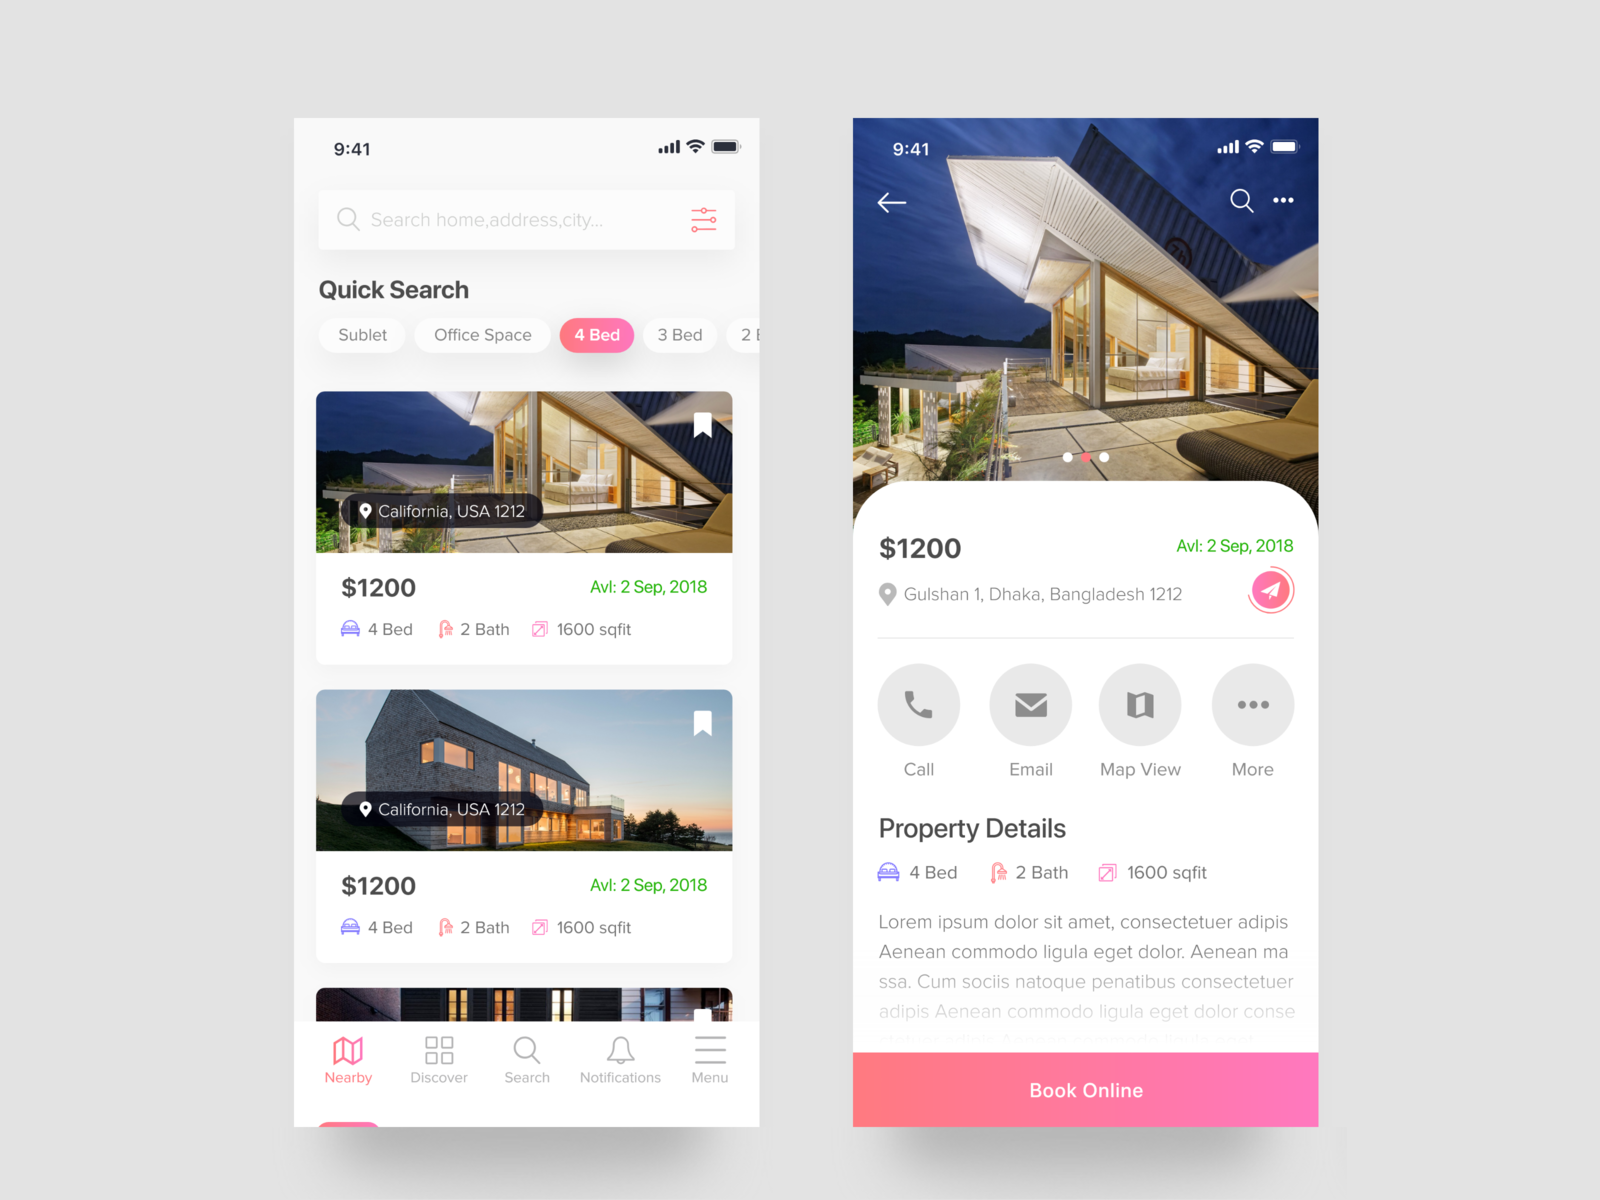 9:41
Search home,address,city...
Quick Search
Sublet
Office Space
4 Bed
3 Bed
2
California, USA 1212
$1200
Avl: 2 Sep, 2018
4 Bed
2 Bath
1600 sqfit
California, USA 1212
$1200
Avl: 2 Sep, 2018
4 Bed
2 Bath
1600 sqfit
Nearby
Discover
Search
Notifications
Menu
9:41
$1200
Avl: 2 Sep, 2018
Gulshan 1, Dhaka, Bangladesh 1212
Call
Email
Map View
More
Property Details
4 Bed
2 Bath
1600 sqfit
Lorem ipsum dolor sit amet, consectetuer adipis
Aenean commodo ligula eget dolor. Aenean ma
ssa. Cum sociis natoque penatibus consectetuer
adipis Aenean commodo ligula eget dolor conse
Book Online